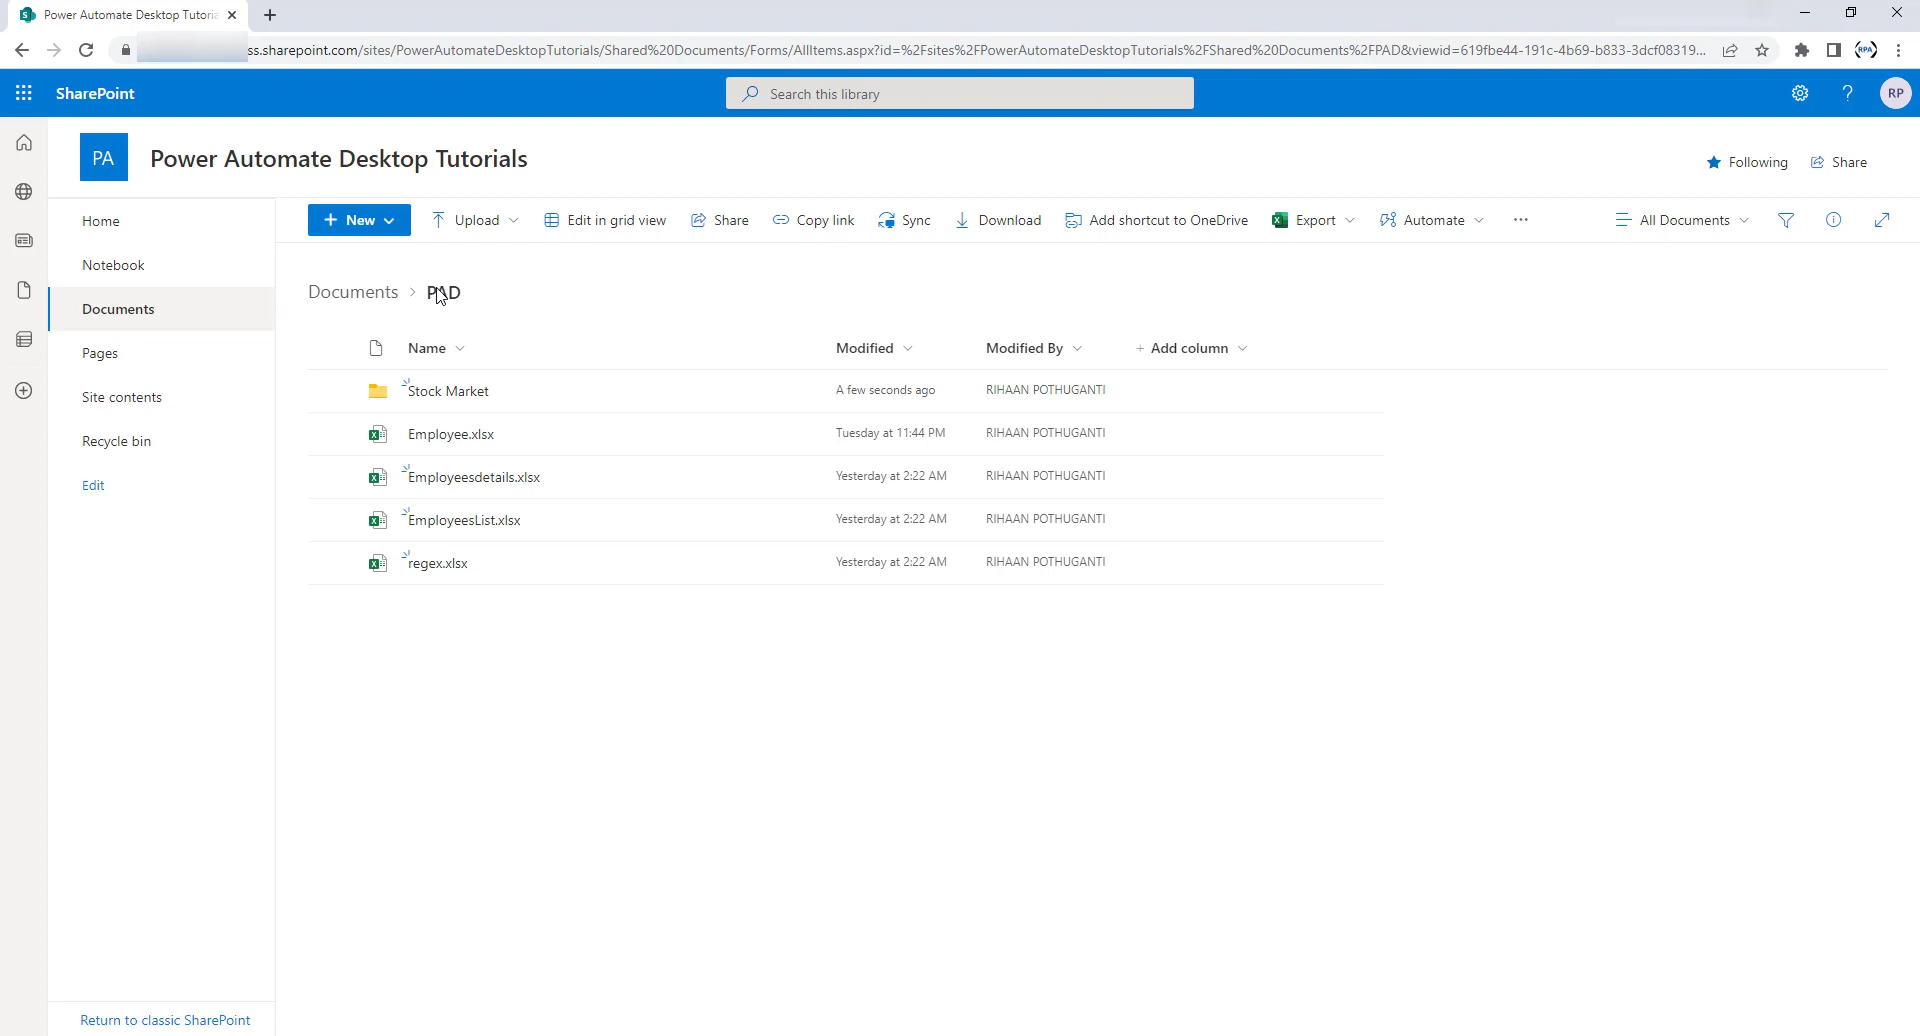 Power Automate Desktop Tutoria
ss.sharepoint.com/sites/PowerAutomateDesktopTutorials/Shared%20Documents/Forms/AllItems.aspx?id=%2Fsites%2FPowerAutomateDesktopTutorials%2FShared%20Documents%2FPAD&viewid=619fbe44-191c-4b69-b833-3dcf08319...
RPA
SharePoint
Search this library
?
RP
PA
Power Automate Desktop Tutorials
Following
Share
Home
Notebook
Documents
Pages
Site contents
Recycle bin
Edit
Return to classic SharePoint
+ New
Upload
Edit in grid view
Share
Copy link
Sync
Download
Add shortcut to OneDrive
Export
Automate
...
All Documents
Documents > PAD
Name Modified Modified By + Add column
Stock Market A few seconds ago RIHAAN POTHUGANTI
Employee.xlsx Tuesday at 11:44 PM RIHAAN POTHUGANTI
Employeesdetails.xlsx Yesterday at 2:22 AM RIHAAN POTHUGANTI
EmployeesList.xlsx Yesterday at 2:22 AM RIHAAN POTHUGANTI
regex.xlsx Yesterday at 2:22 AM RIHAAN POTHUGANTI